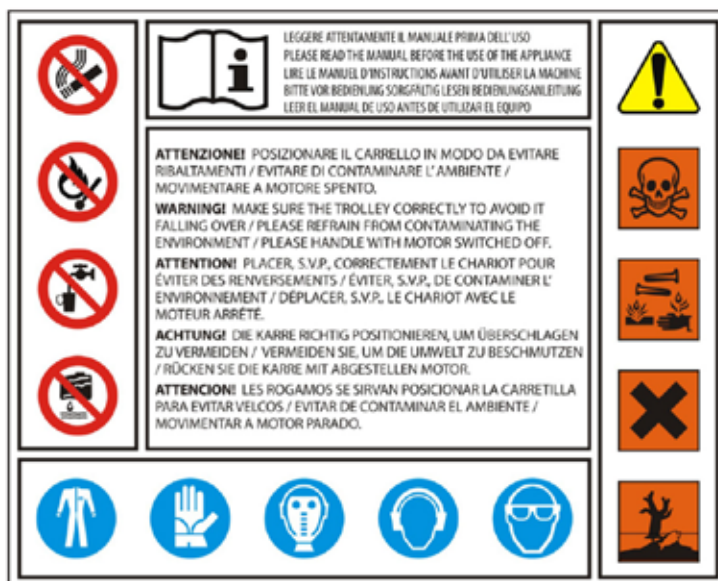 LEGGERE ATTENTAMENTE IL MANUALE PRIMA DELL'USO
PLEASE READ THE MANUAL BEFORE THE USE OF THE APPLIANCE
LIRE LE MANUEL D'INSTRUCTIONS AVANT D'UTILISER LA MACHINE
BITTE VOR BEDIENUNG SORGFÄLTIG LESEN BEDIENUNGSANLEITUNG
LEER EL MANUAL DE USO ANTES DE UTILIZAR EL EQUIPO
ATTENZIONE! POSIZIONARE IL CARRELLO IN MODO DA EVITARE
RIBALTAMENTI / EVITARE DI CONTAMINARE L' AMBIENTE /
MOVIMENTARE A MOTORE SPENTO.
WARNING! MAKE SURE THE TROLLEY CORRECTLY TO AVOID IT
FALLING OVER / PLEASE REFRAIN FROM CONTAMINATING THE
ENVIRONMENT / PLEASE HANDLE WITH MOTOR SWITCHED OFF.
ATTENTION! PLACER, S.V.P., CORRECTEMENT LE CHARIOT POUR
ÉVITER DES RENVERSEMENTS / ÉVITER, S.V.P., DE CONTAMINER L'
ENVIRONNEMENT / DÉPLACER, S.V.P., LE CHARIOT AVEC LE
MOTEUR ARRÊTÉ.
ACHTUNG! DIE KARRE RICHTIG POSITIONIEREN, UM ÜBERSCHLAGEN
ZU VERMEIDEN / VERMEIDEN SIE, UM DIE UMWELT ZU BESCHMUTZEN
/ RÜCKEN SIE DIE KARRE MIT ABGESTELLEN MOTOR.
ATTENCION! LES ROGAMOS SE SIRVAN POSICIONAR LA CARRETILLA
PARA EVITAR VELCOS / EVITAR DE CONTAMINAR EL AMBIENTE /
MOVIMENTAR A MOTOR PARADO.